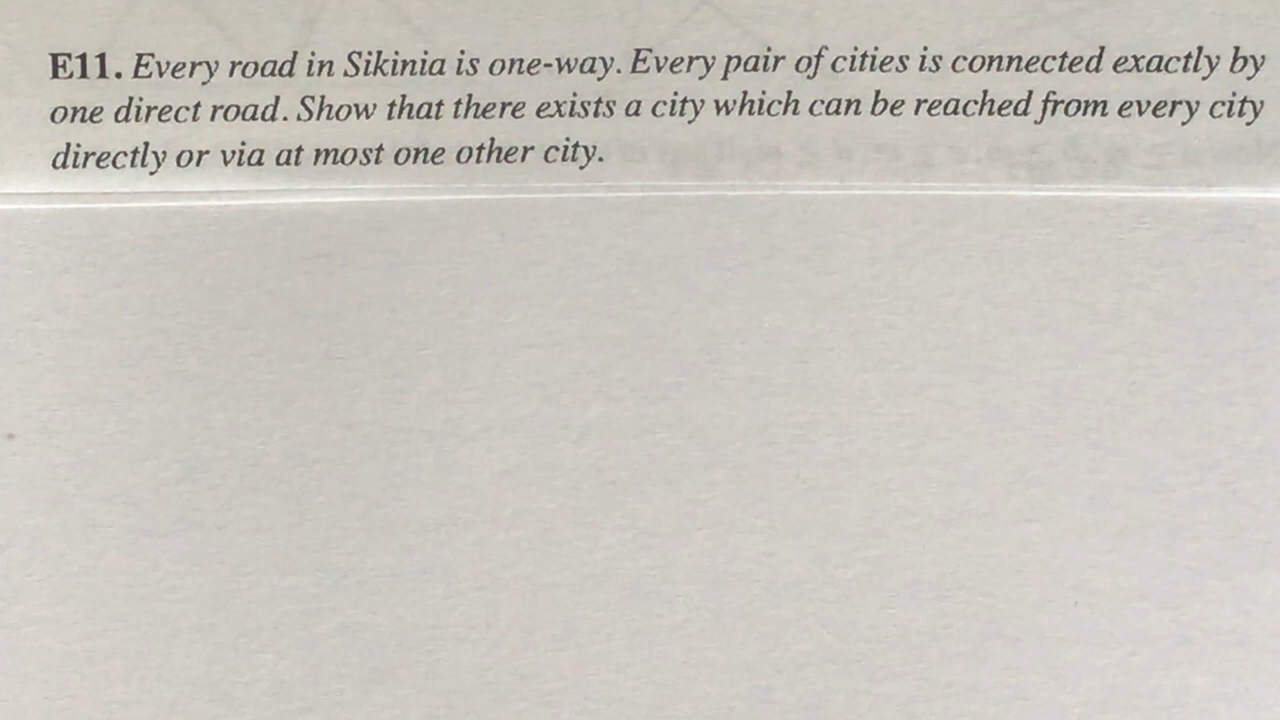 E11. Every road in Sikinia is one-way. Every pair of cities is connected exactly by
one direct road. Show that there exists a city which can be reached from every city
directly or via at most one other city.